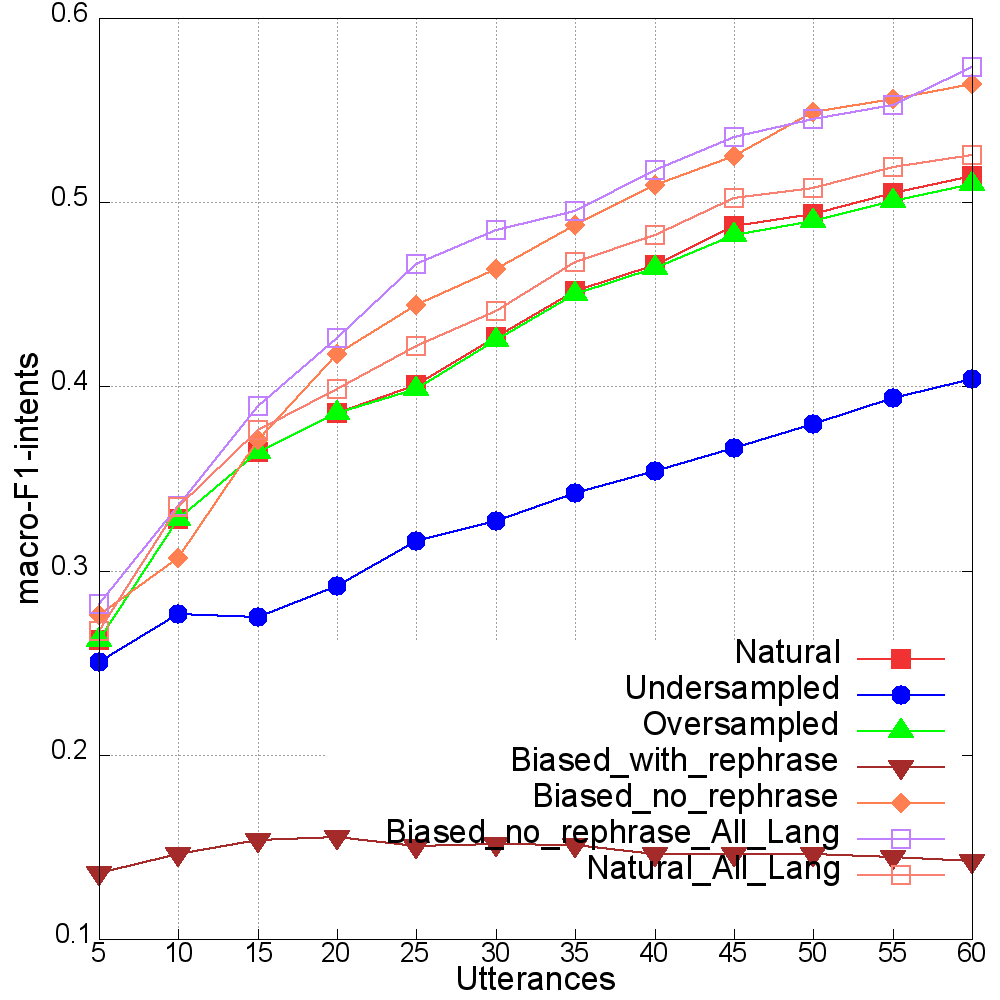 0.6
0.5
0.4
0.3
0.2
0.1
macro-F1-intents
Natural
Undersampled
Oversampled
Biased_with_rephrase
Biased_no_rephrase
Biased_no_rephrase_All_Lang
Natural_All_Lang
5 10 15 20 25 30 35 40 45 50 55 60
Utterances